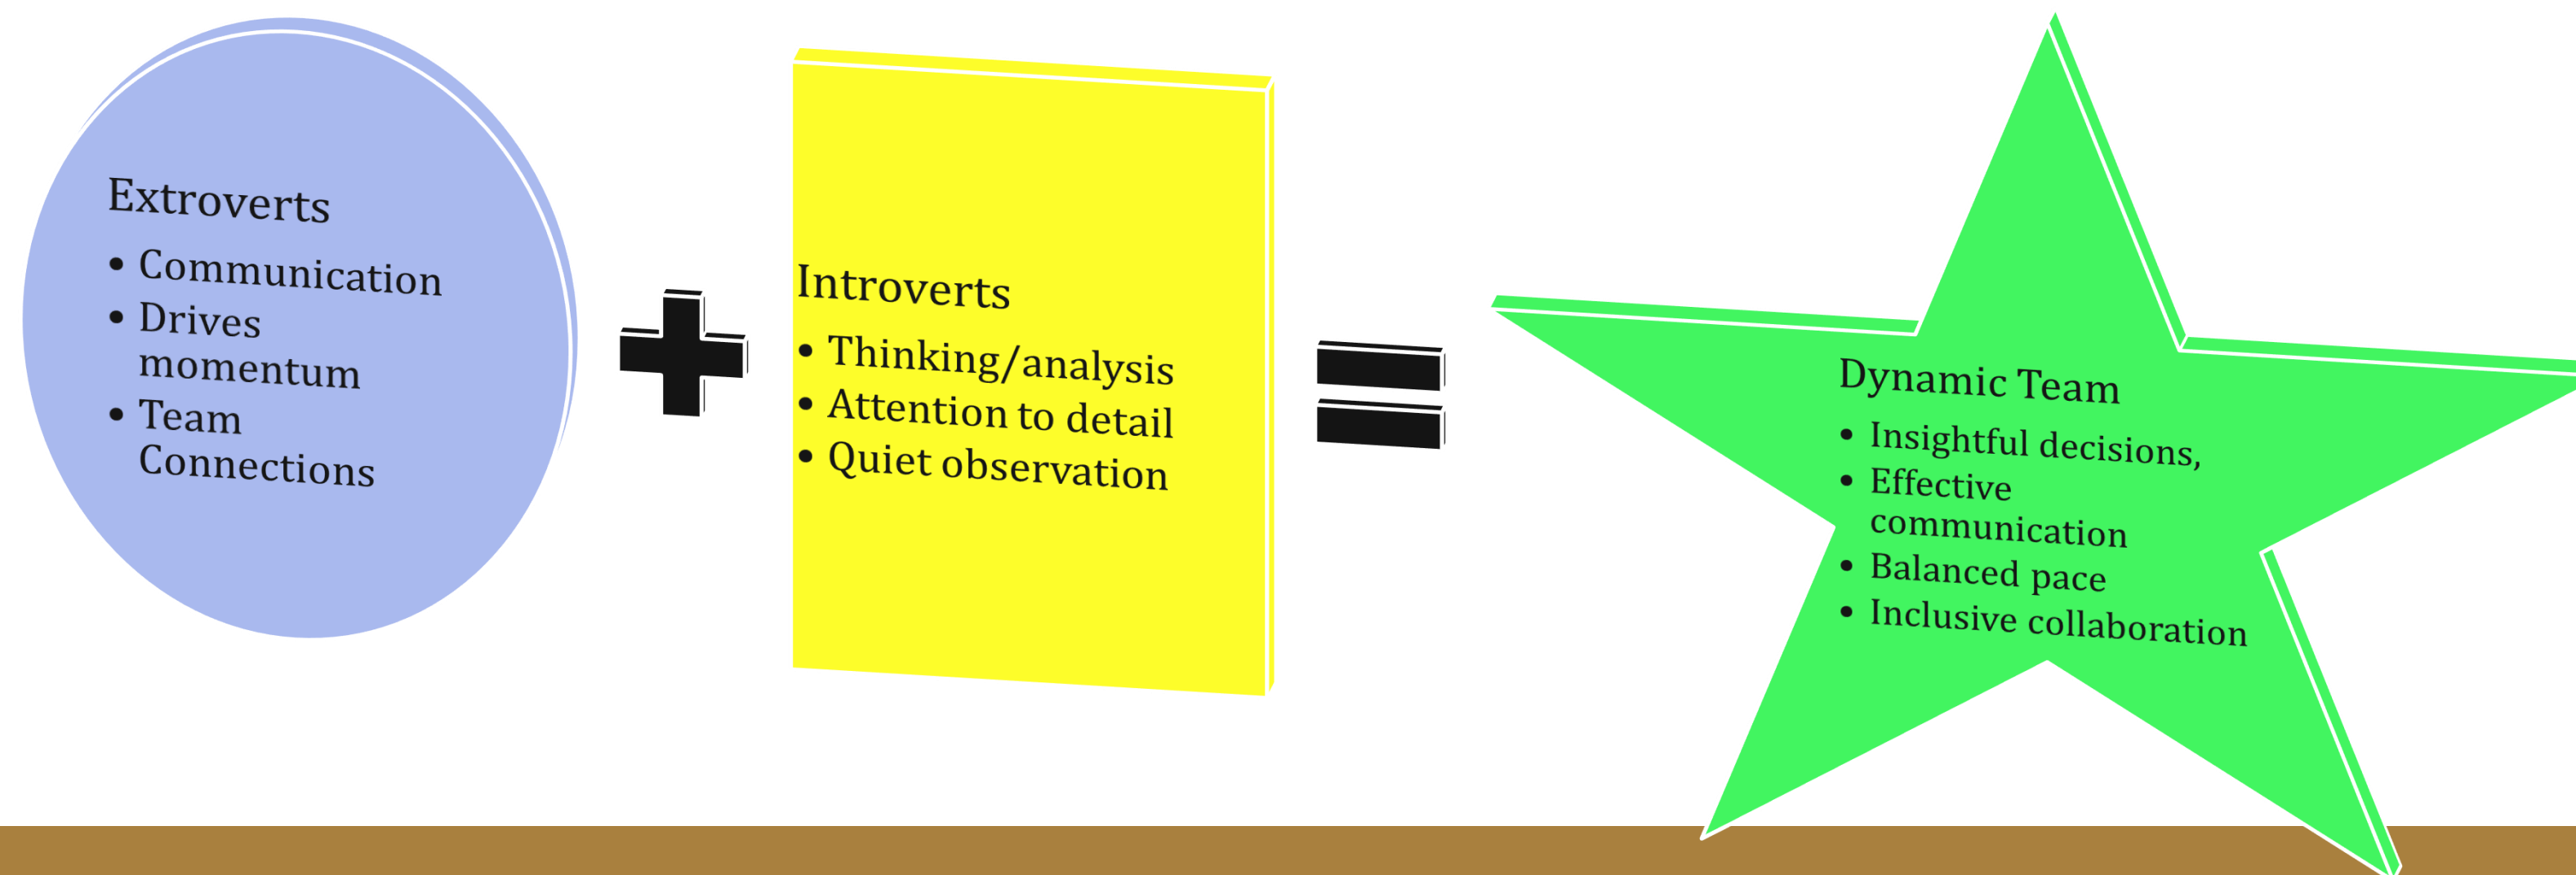 Extroverts
• Communication
• Drives
momentum
• Team
Connections
Introverts
• Thinking/analysis
• Attention to detail
• Quiet observation
Dynamic Team
• Insightful decisions,
• Effective
communication
• Balanced pace
• Inclusive collaboration